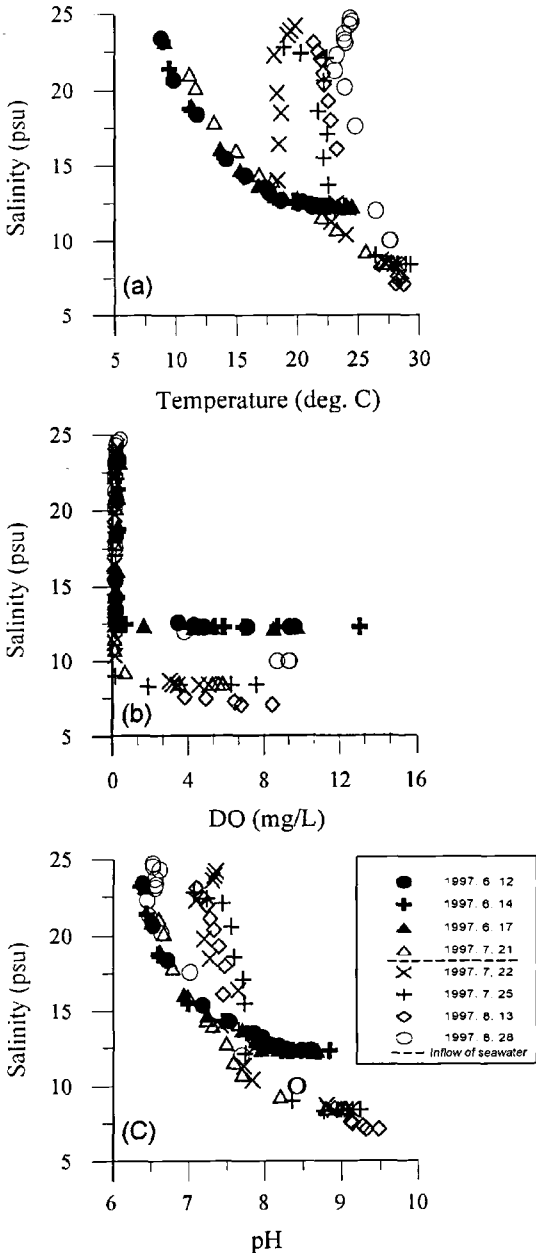 25
20
15
10
5
Salinity (psu)
(a)
5 10 15 20 25 30
Temperature (deg. C)
25
20
15
10
5
Salinity (psu)
(b)
0 4 8 12 16
DO (mg/L)
25
20
15
10
5
Salinity (psu)
(C)
6 7 8 9 10
pH
1997. 6. 12
1997. 6. 14
1997. 6. 17
1997. 7. 21
1997. 7. 22
1997. 7. 25
1997. 8. 13
1997. 8. 28
Inflow of seawater